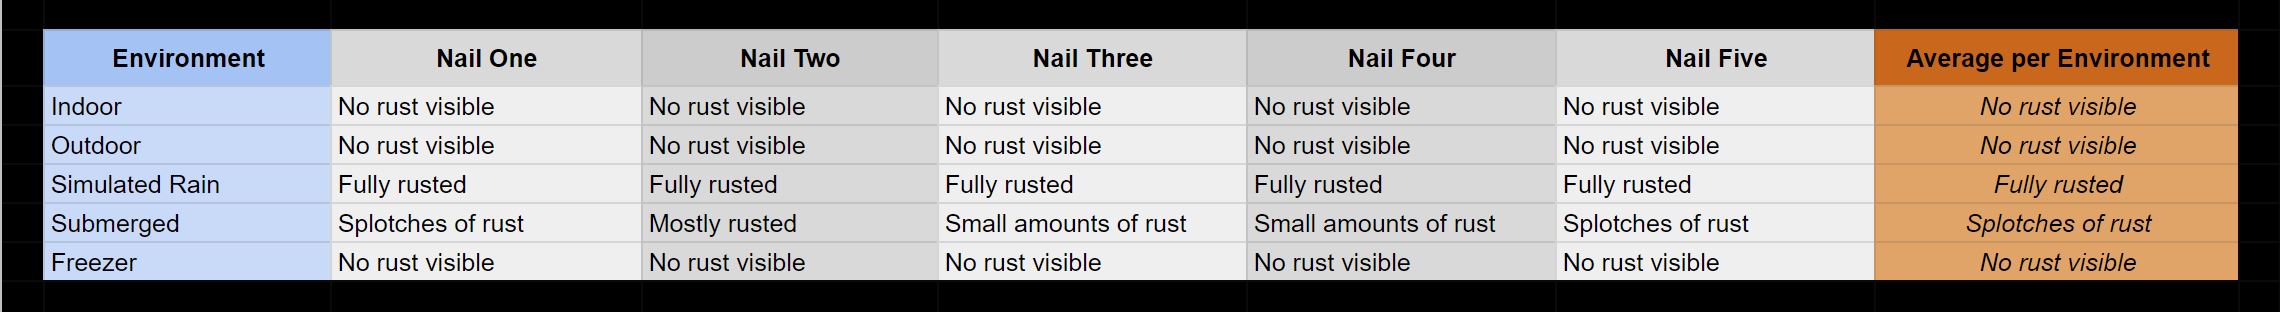 Environment Nail One Nail Two Nail Three Nail Four Nail Five Average per Environment
Indoor No rust visible No rust visible No rust visible No rust visible No rust visible No rust visible
Outdoor No rust visible No rust visible No rust visible No rust visible No rust visible No rust visible
Simulated Rain Fully rusted Fully rusted Fully rusted Fully rusted Fully rusted Fully rusted
Submerged Splotches of rust Mostly rusted Small amounts of rust Small amounts of rust Splotches of rust Splotches of rust
Freezer No rust visible No rust visible No rust visible No rust visible No rust visible No rust visible